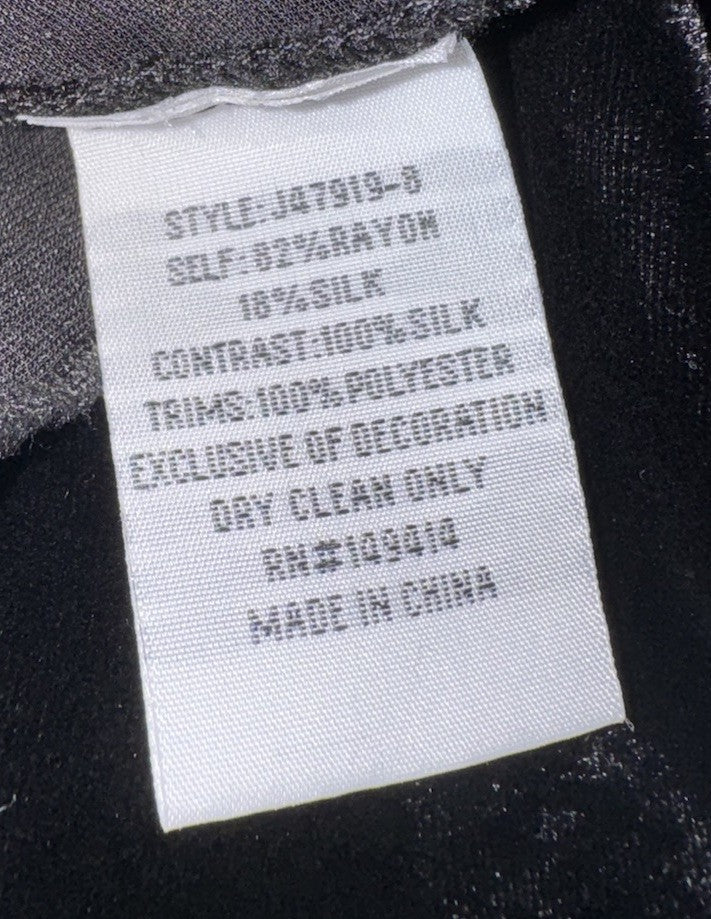 STYLE:J47919-8
SELF:82%RAYON
18%SILK
CONTRAST:100%SILK
TRIMS:100%POLYESTER
EXCLUSIVE OF DECORATION
DRY CLEAN ONLY
RN#149414
MADE IN CHINA